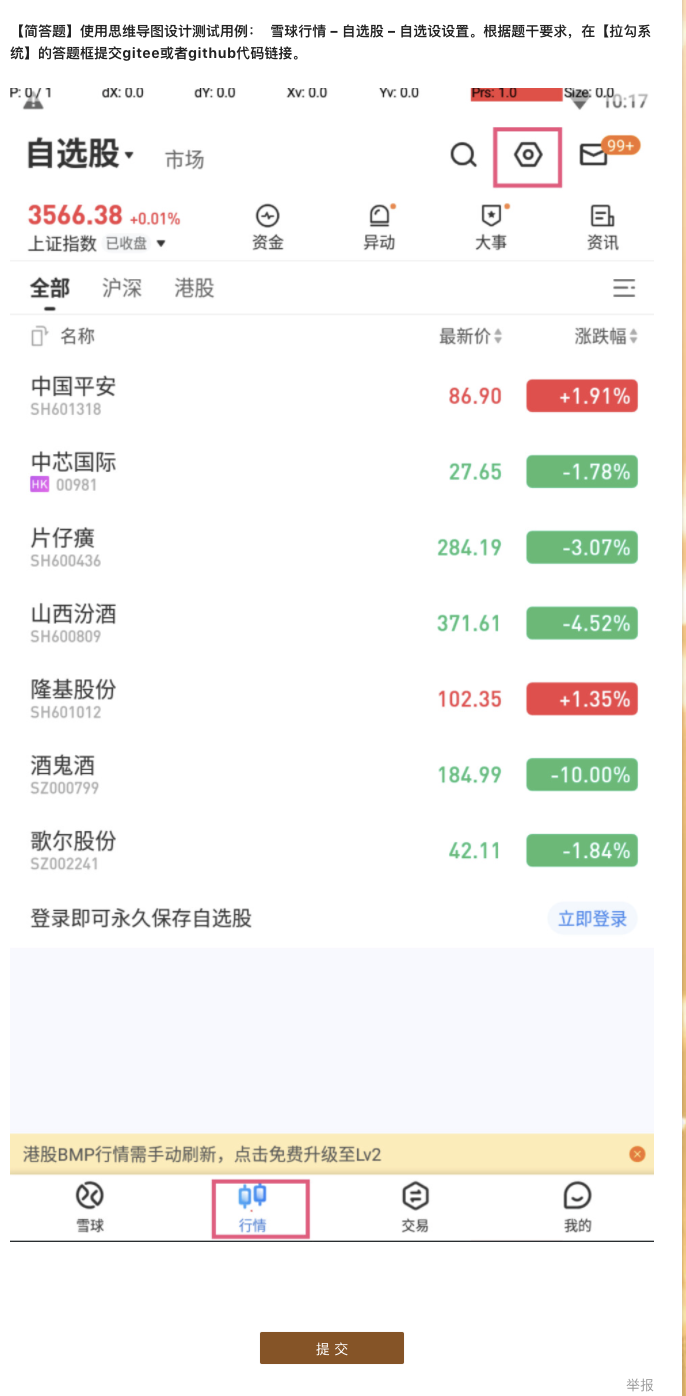 【简答题】使用思维导图设计测试用例： 雪球行情 – 自选股 – 自选设设置。根据题干要求，在【拉勾系
统】的答题框提交gitee或者github代码链接。
P: 0 / 1 dX: 0.0 dY: 0.0 Xv: 0.0 Yv: 0.0 Prs: 1.0 Size: 0.0
10:17
自选股 市场 99+
3566.38 +0.01%
上证指数 已收盘 资金 异动 大事 资讯
全部 沪深 港股
名称 最新价 涨跌幅
中国平安
SH601318
86.90 +1.91%
中芯国际
HK 00981
27.65 -1.78%
片仔癀
SH600436
284.19 -3.07%
山西汾酒
SH600809
371.61 -4.52%
隆基股份
SH601012
102.35 +1.35%
酒鬼酒
SZ000799
184.99 -10.00%
歌尔股份
SZ002241
42.11 -1.84%
登录即可永久保存自选股 立即登录
港股BMP行情需手动刷新，点击免费升级至Lv2
雪球 行情 交易 我的
提 交
举报